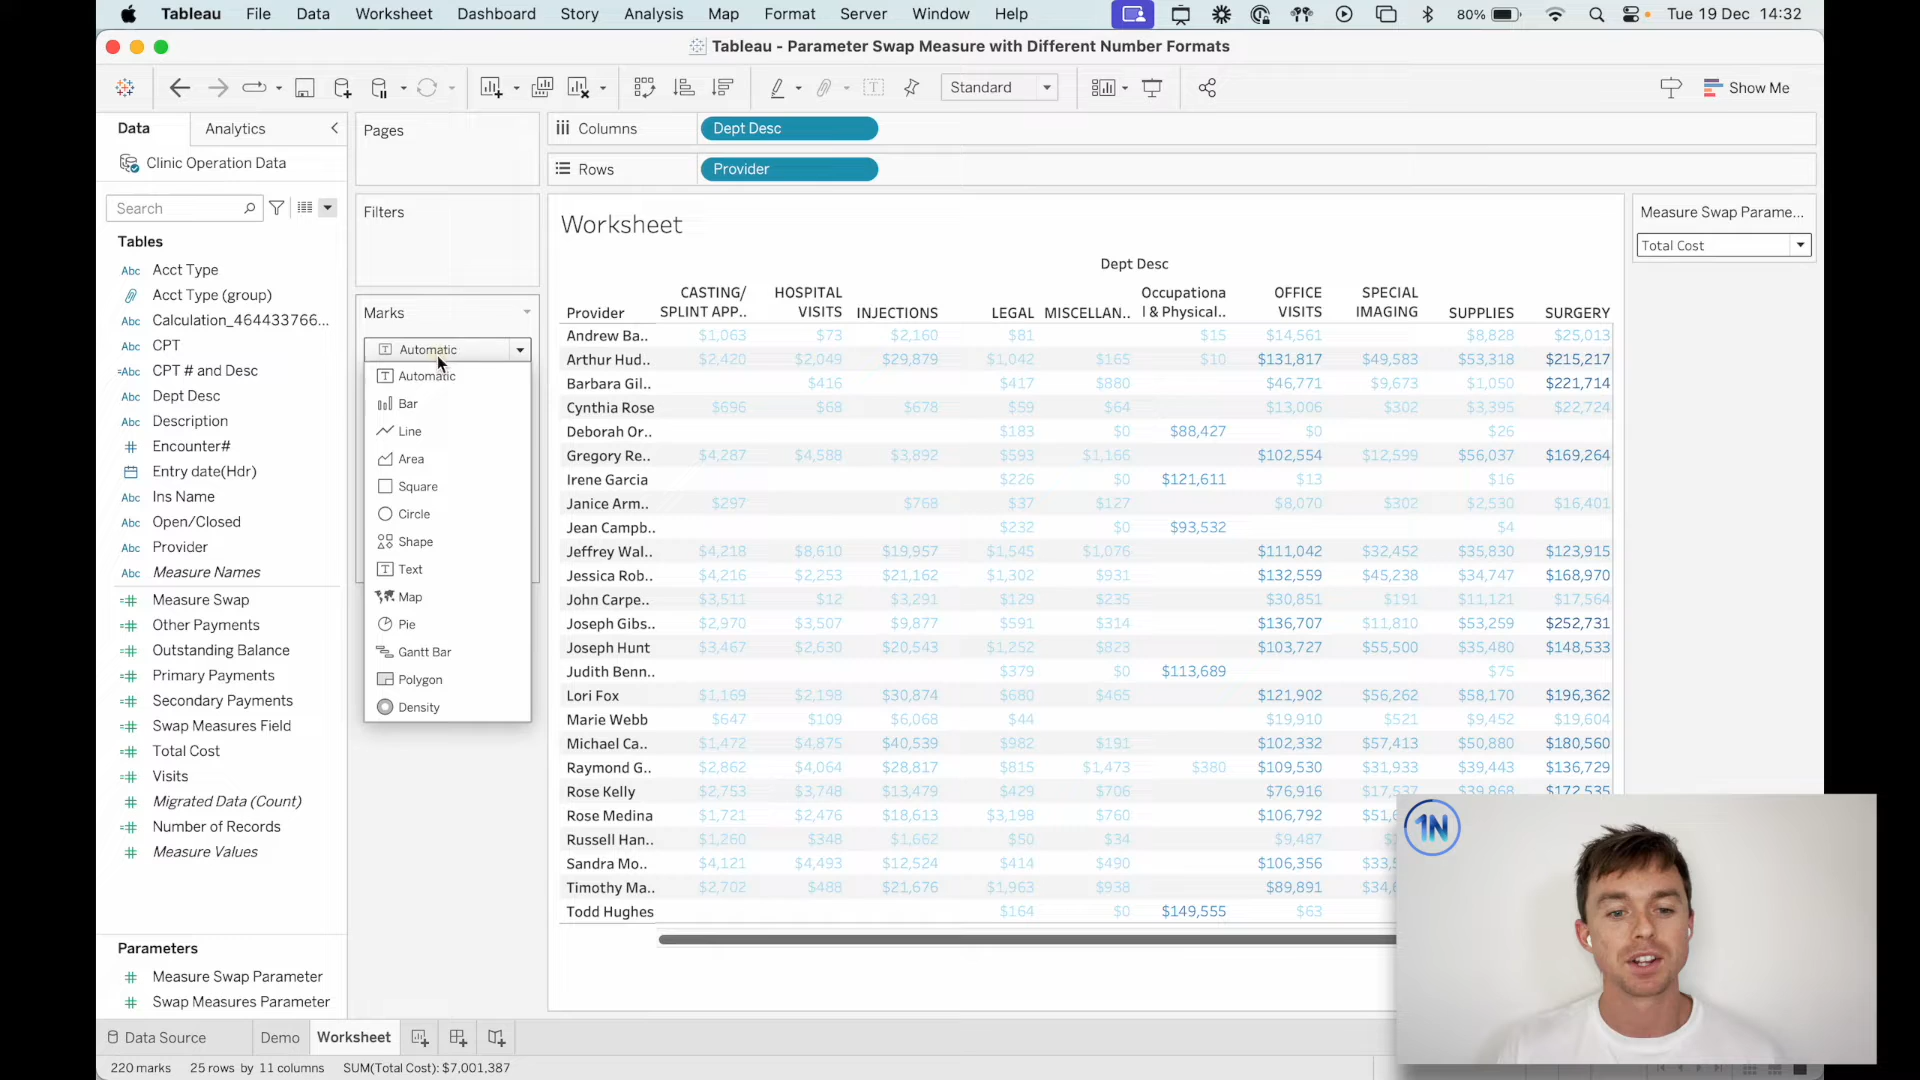 Tableau File Data Worksheet Dashboard Story Analysis Map Format Server Window Help 80% Tue 19 Dec 14:32
Tableau - Parameter Swap Measure with Different Number Formats
Standard Show Me
Data Analytics
Clinic Operation Data
Search
Tables
Abc Acct Type
Acct Type (group)
Abc Calculation_464433766...
Abc CPT
=Abc CPT # and Desc
Abc Dept Desc
Abc Description
# Encounter#
Entry date(Hdr)
Abc Ins Name
Abc Open/Closed
Abc Provider
Abc Measure Names
=# Measure Swap
=# Other Payments
=# Outstanding Balance
=# Primary Payments
=# Secondary Payments
=# Swap Measures Field
=# Total Cost
=# Visits
=# Migrated Data (Count)
=# Number of Records
=# Measure Values
Parameters
# Measure Swap Parameter
# Swap Measures Parameter
Pages
Filters
Marks
Automatic
Automatic
Bar
Line
Area
Square
Circle
Shape
Text
Map
Pie
Gantt Bar
Polygon
Density
Columns Dept Desc
Rows Provider
Worksheet
Dept Desc
Provider CASTING/ SPLINT APP.. HOSPITAL VISITS INJECTIONS LEGAL MISCELLAN.. Occupationa l & Physical.. OFFICE VISITS SPECIAL IMAGING SUPPLIES SURGERY
Andrew Ba.. $1,063 $73 $2,160 $81 $15 $14,561 $8,828 $25,013
Arthur Hud.. $2,420 $2,049 $29,879 $1,042 $165 $10 $131,817 $49,583 $53,318 $215,217
Barbara Gil.. $416 $417 $880 $46,771 $9,673 $1,050 $221,714
Cynthia Rose $696 $68 $678 $59 $64 $13,006 $302 $3,395 $22,724
Deborah Or.. $183 $0 $88,427 $0 $26
Gregory Re.. $4,287 $4,588 $3,892 $593 $1,166 $102,554 $12,599 $56,037 $169,264
Irene Garcia $226 $0 $121,611 $13 $16
Janice Arm.. $297 $768 $37 $127 $8,070 $302 $2,530 $16,401
Jean Campb.. $232 $0 $93,532 $4
Jeffrey Wal.. $4,218 $8,610 $19,957 $1,545 $1,076 $111,042 $32,452 $35,830 $123,915
Jessica Rob.. $4,216 $2,253 $21,162 $1,302 $931 $132,559 $45,238 $34,747 $168,970
John Carpe.. $3,511 $12 $3,291 $129 $235 $30,851 $191 $11,121 $17,564
Joseph Gibs.. $2,970 $3,507 $9,877 $591 $314 $136,707 $11,810 $53,259 $252,731
Joseph Hunt $3,467 $2,630 $20,543 $1,252 $823 $103,727 $55,500 $35,480 $148,533
Judith Benn.. $379 $0 $113,689 $75
Lori Fox $1,169 $2,198 $30,874 $680 $465 $121,902 $56,262 $58,170 $196,362
Marie Webb $647 $109 $6,068 $44 $19,910 $521 $9,452 $19,604
Michael Ca.. $1,472 $4,875 $40,539 $982 $191 $102,332 $57,413 $50,880 $180,560
Raymond G.. $2,862 $4,064 $28,817 $815 $1,473 $380 $109,530 $31,933 $39,443 $136,729
Rose Kelly $2,753 $3,748 $13,479 $429 $706 $76,916 $17,537 $39,868 $172,535
Rose Medina $1,721 $2,476 $18,613 $3,198 $760 $106,792
Russell Han.. $1,260 $348 $1,662 $50 $34 $9,487
Sandra Mo.. $4,121 $4,493 $12,524 $414 $490 $106,356
Timothy Ma.. $2,702 $488 $21,676 $1,963 $938 $89,891
Todd Hughes $164 $0 $149,555 $63
Measure Swap Parame...
Total Cost
1N
Data Source Demo Worksheet
220 marks 25 rows by 11 columns SUM(Total Cost): $7,001,387